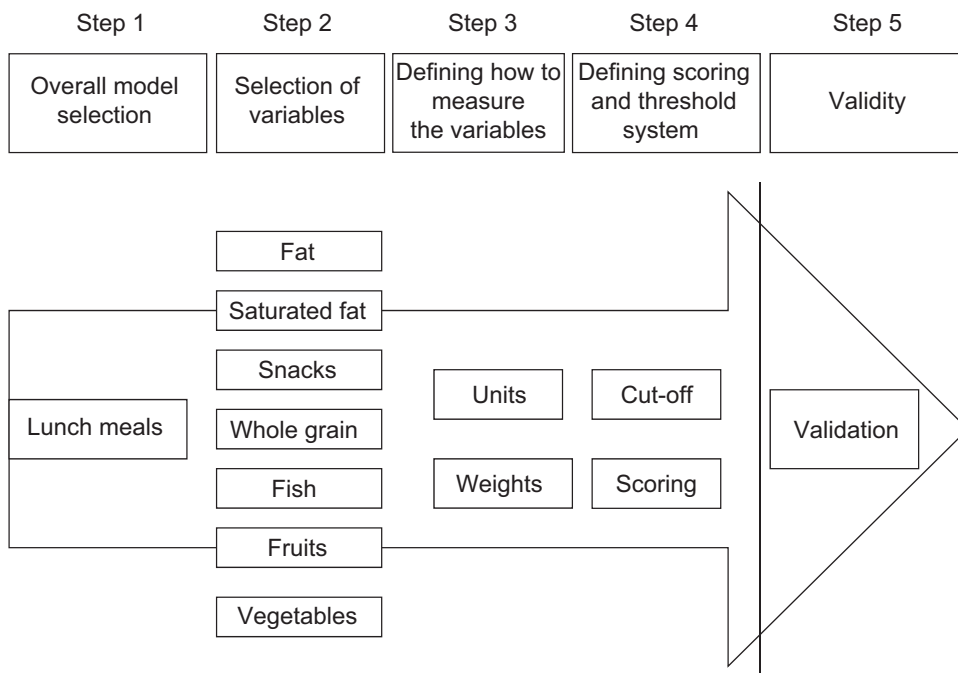 Step 1
Step 2
Step 3
Step 4
Step 5
Overall model
selection
Selection of
variables
Defining how to
measure
the variables
Defining scoring
and threshold
system
Validity
Fat
Saturated fat
Snacks
Whole grain
Fish
Fruits
Vegetables
Lunch meals
Units
Weights
Cut-off
Scoring
Validation